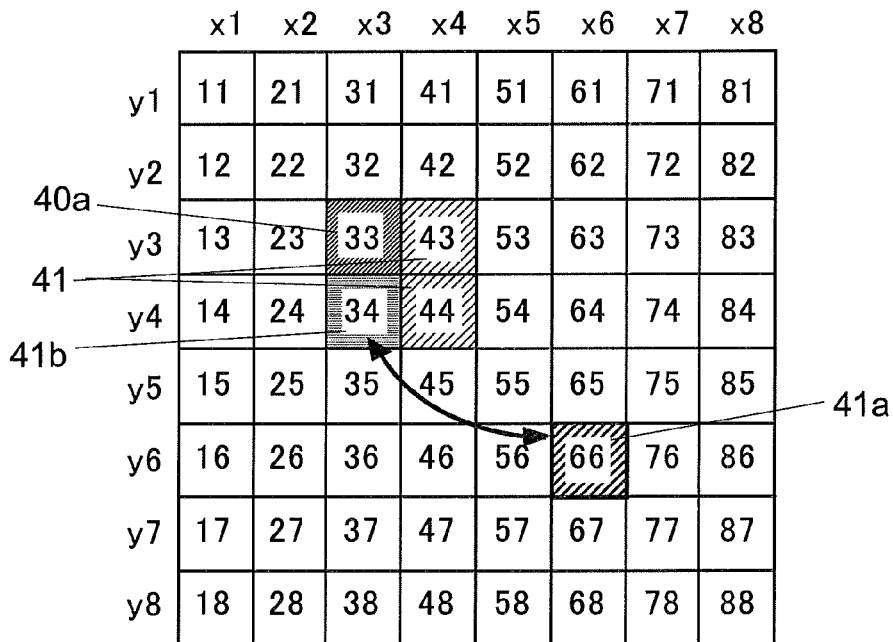 x1 x2 x3 x4 x5 x6 x7 x8
y1 11 21 31 41 51 61 71 81
y2 12 22 32 42 52 62 72 82
40a
y3 13 23 33 43 53 63 73 83
41
y4 14 24 34 44 54 64 74 84
41b
y5 15 25 35 45 55 65 75 85
41a
y6 16 26 36 46 56 66 76 86
y7 17 27 37 47 57 67 77 87
y8 18 28 38 48 58 68 78 88